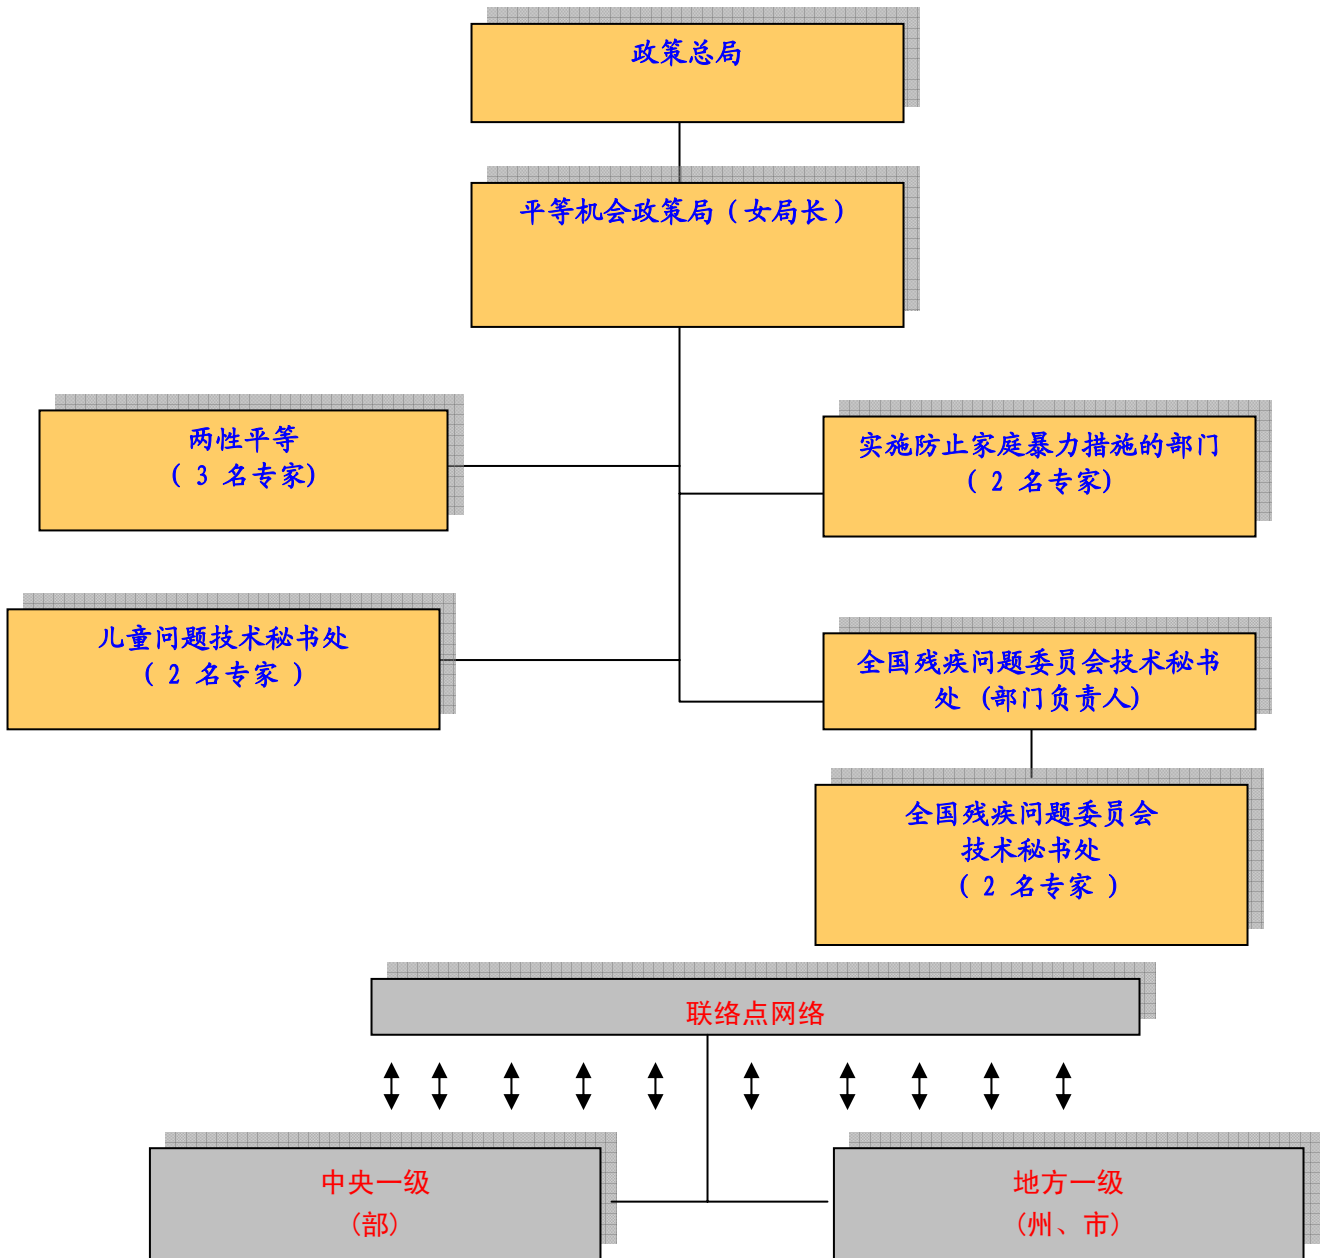 政策总局
平等机会政策局（女局长）
两性平等
( 3 名专家)
实施防止家庭暴力措施的部门
( 2 名专家)
儿童问题技术秘书处
( 2 名专家 )
全国残疾问题委员会技术秘书
处 (部门负责人)
全国残疾问题委员会
技术秘书处
( 2 名专家 )
联络点网络
中央一级
(部)
地方一级
(州、市)